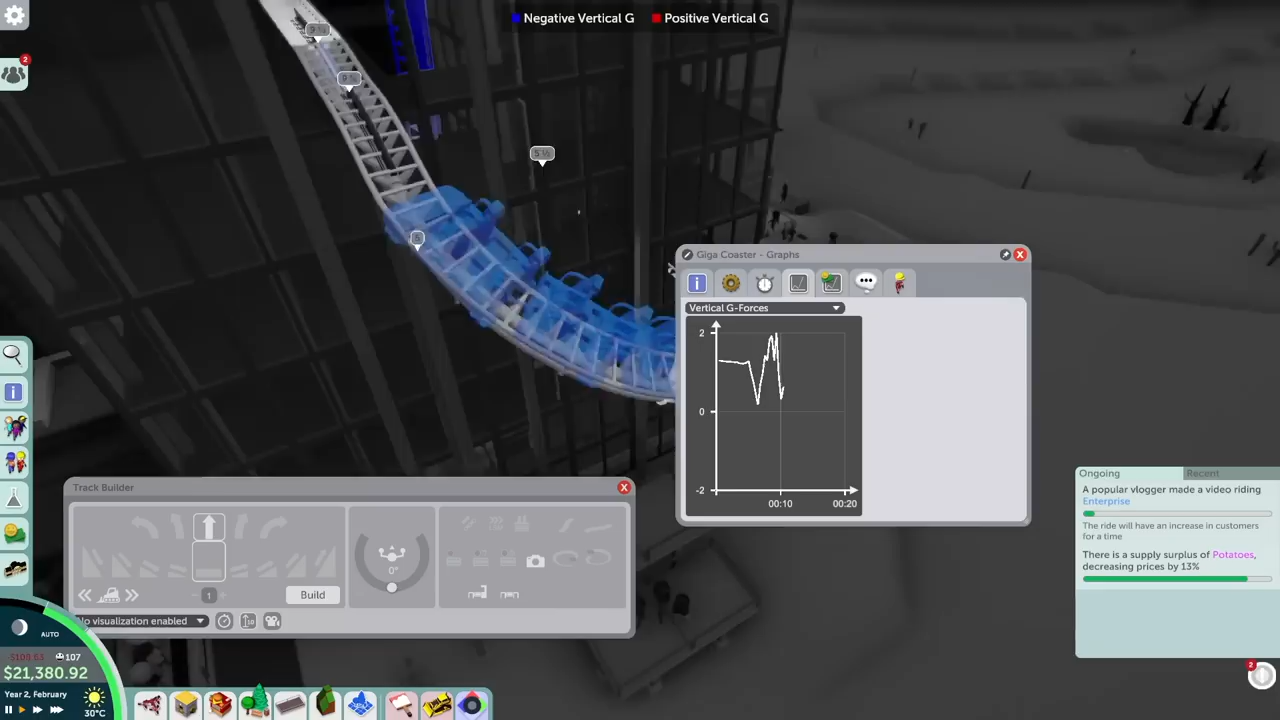 Negative Vertical G Positive Vertical G
2
5
Giga Coaster - Graphs
Vertical G-Forces
2
0
-2
00:10 00:20
Track Builder
0°
1
Build
No visualization enabled
AUTO
107
$21,380.92
Year 2, February
30°C
Ongoing Recent
A popular vlogger made a video riding
Enterprise
The ride will have an increase in customers
for a time
There is a supply surplus of Potatoes,
decreasing prices by 13%
2